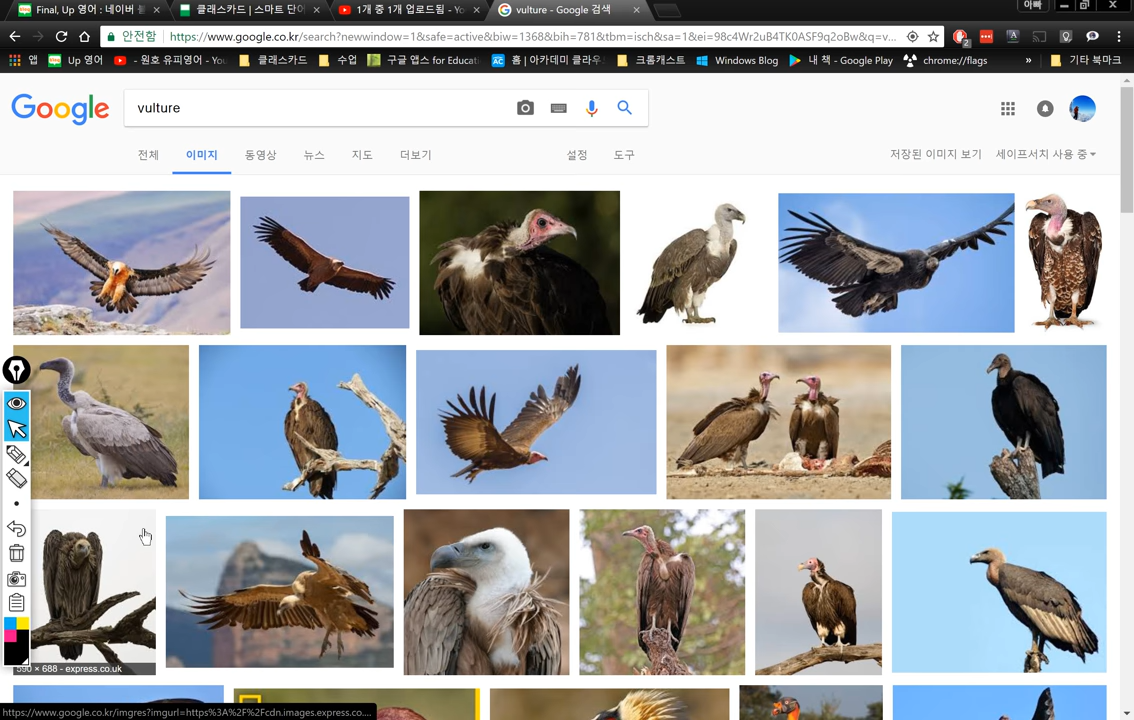 Final, Up 영어 : 네이버 블
클래스카드 | 스마트 단어
1개 중 1개 업로드됨 - Yo
vulture - Google 검색
아빠
안전함
https://www.google.co.kr/search?newwindow=1&safe=active&biw=1368&bih=781&tbm=isch&sa=1&ei=98c4Wr2uB4TK0ASF9q2oBw&q=v...
2
앱
Up 영어
- 원호 유피영어 - You
클래스카드
수업
구글 앱스 for Educati
홈 | 아카데미 클라우
크롬캐스트
Windows Blog
내 책 - Google Play
chrome://flags
»
기타 북마크
Google
vulture
전체
이미지
동영상
뉴스
지도
더보기
설정
도구
저장된 이미지 보기
세이프서치 사용 중
590 × 688 - express.co.uk
https://www.google.co.kr/imgres?imgurl=https%3A%2F%2Fcdn.images.express.co....